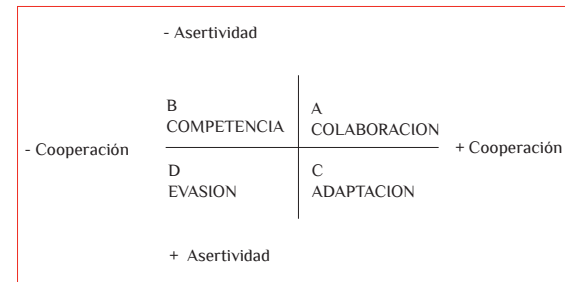 - Asertividad
B
COMPETENCIA
A
COLABORACION
- Cooperación
+ Cooperación
D
EVASION
C
ADAPTACION
+ Asertividad